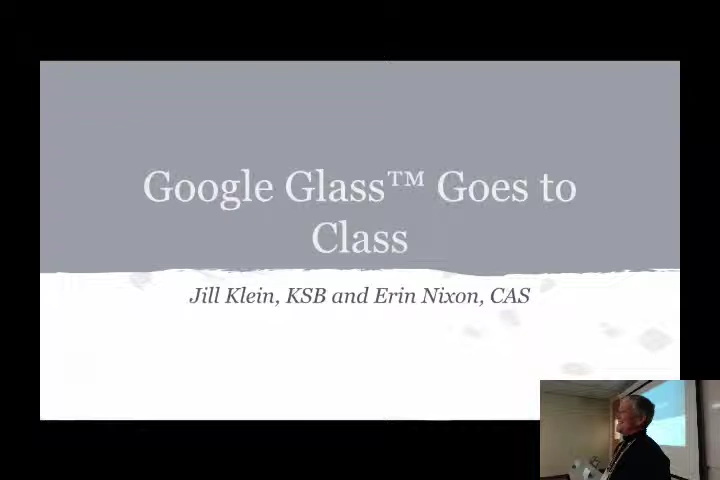 Google Glass™ Goes to
Class
Jill Klein, KSB and Erin Nixon, CAS